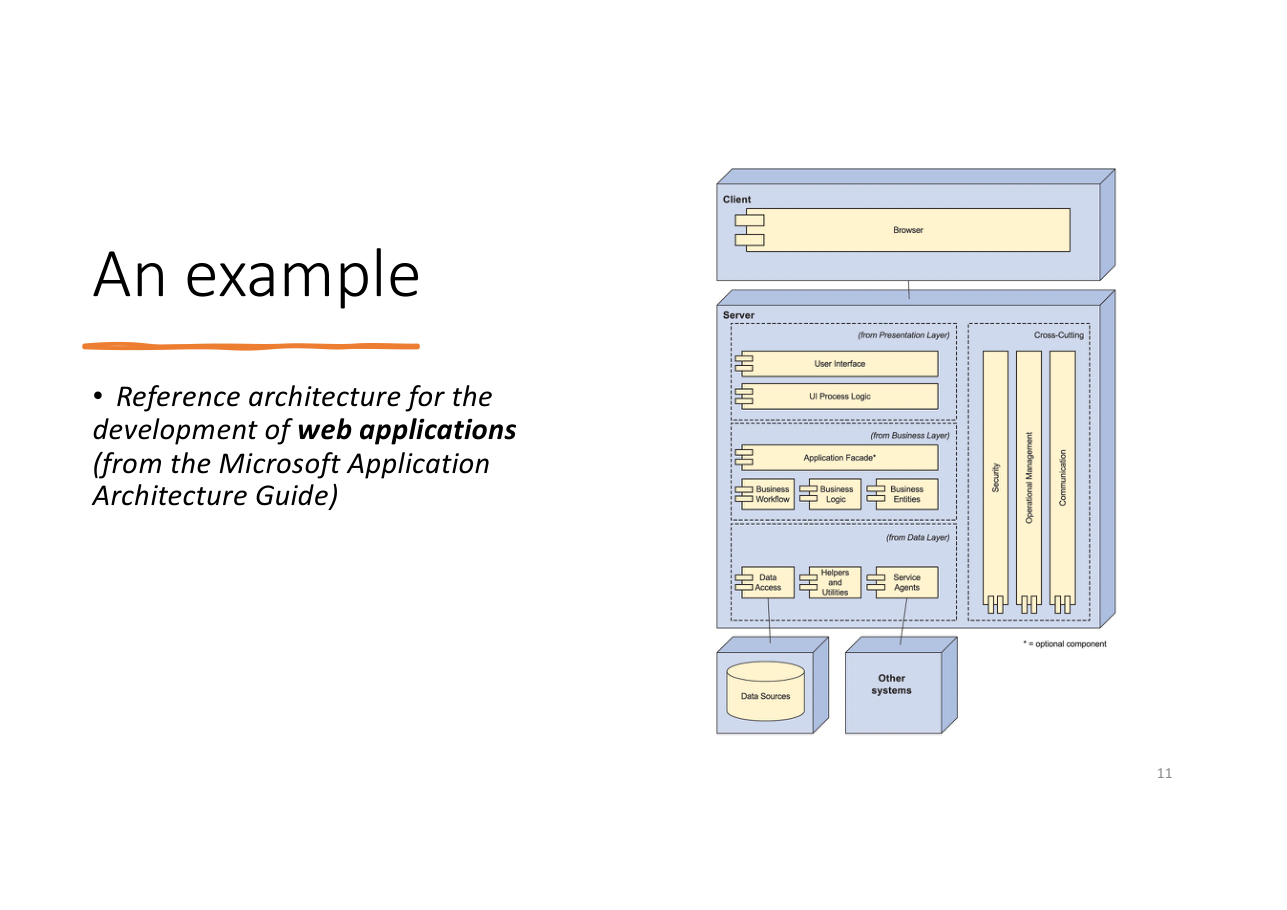 An example
• Reference architecture for the
development of web applications
(from the Microsoft Application
Architecture Guide)
Client
Browser
Server
(from Presentation Layer)
User Interface
UI Process Logic
(from Business Layer)
Application Facade*
Business
Workflow
Business
Logic
Business
Entities
(from Data Layer)
Data
Access
Helpers
and
Utilities
Service
Agents
Cross-Cutting
Security
Operational Management
Communication
* = optional component
Data Sources
Other
systems
11